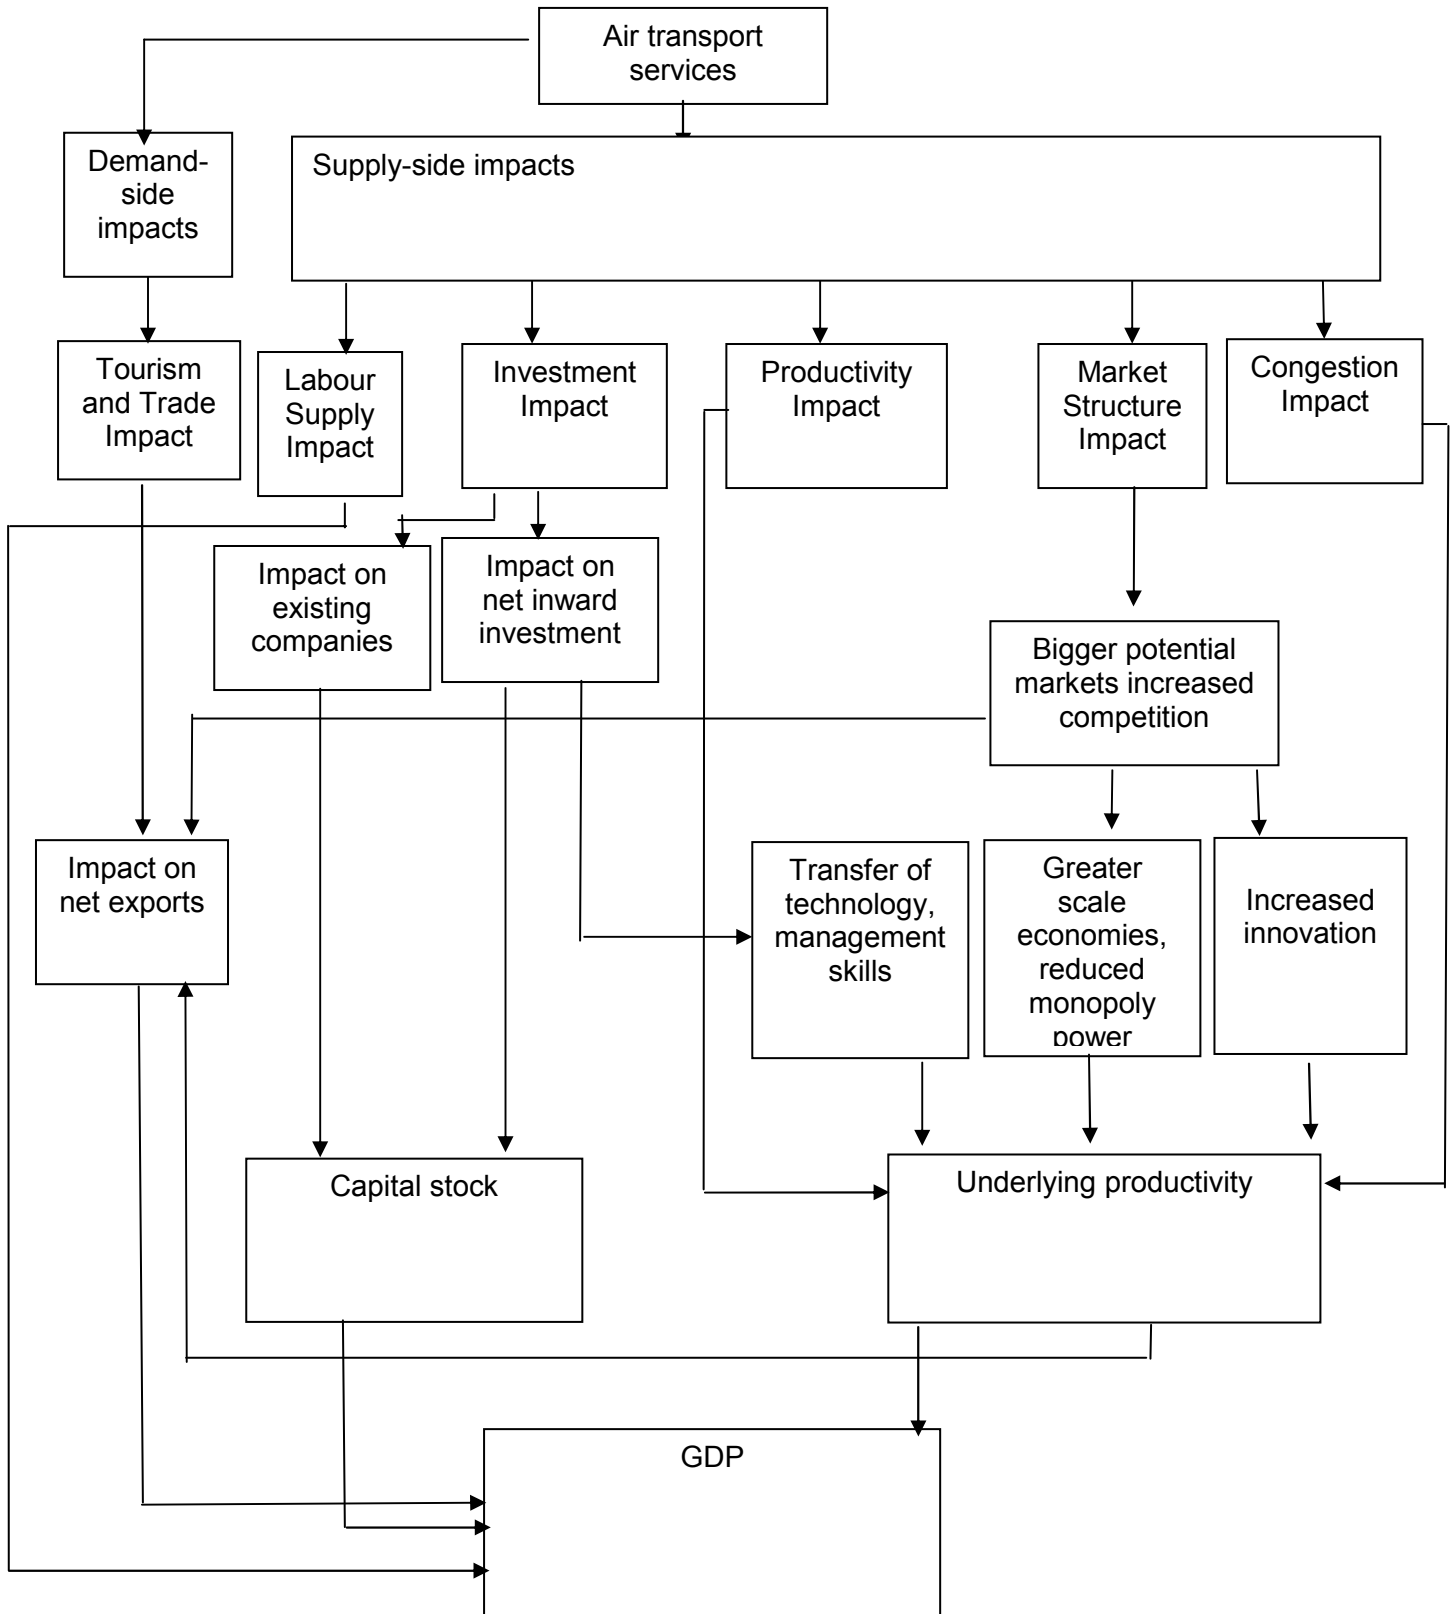 Air transport
services
Demand-
side
impacts
Supply-side impacts
Tourism
and Trade
Impact
Labour
Supply
Impact
Investment
Impact
Productivity
Impact
Market
Structure
Impact
Congestion
Impact
Impact on
existing
companies
Impact on
net inward
investment
Bigger potential
markets increased
competition
Impact on
net exports
Transfer of
technology,
management
skills
Greater
scale
economies,
reduced
monopoly
power
Increased
innovation
Capital stock
Underlying productivity
GDP